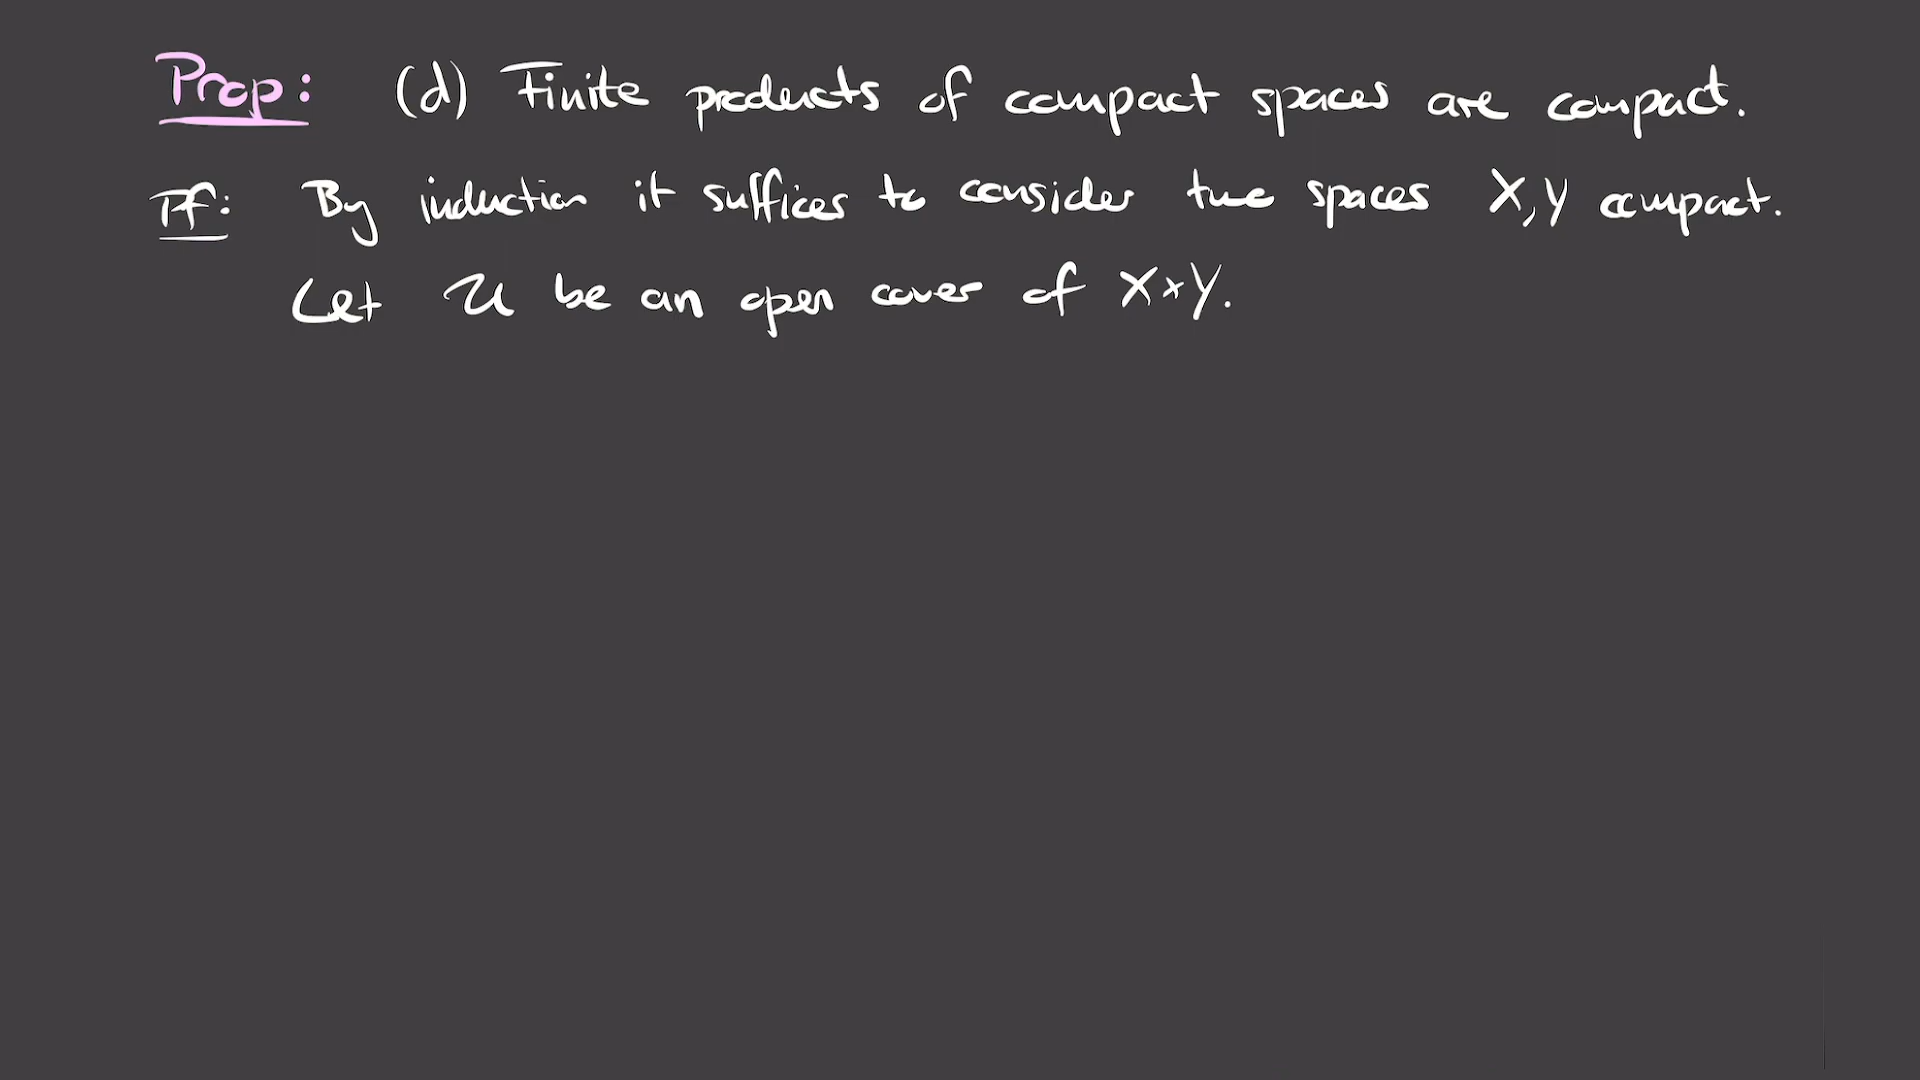 Prop: (d) Finite products of compact spaces are compact.
Pf: By induction it suffices to consider two spaces X, Y compact.
Let 𝒰 be an open cover of X×Y.